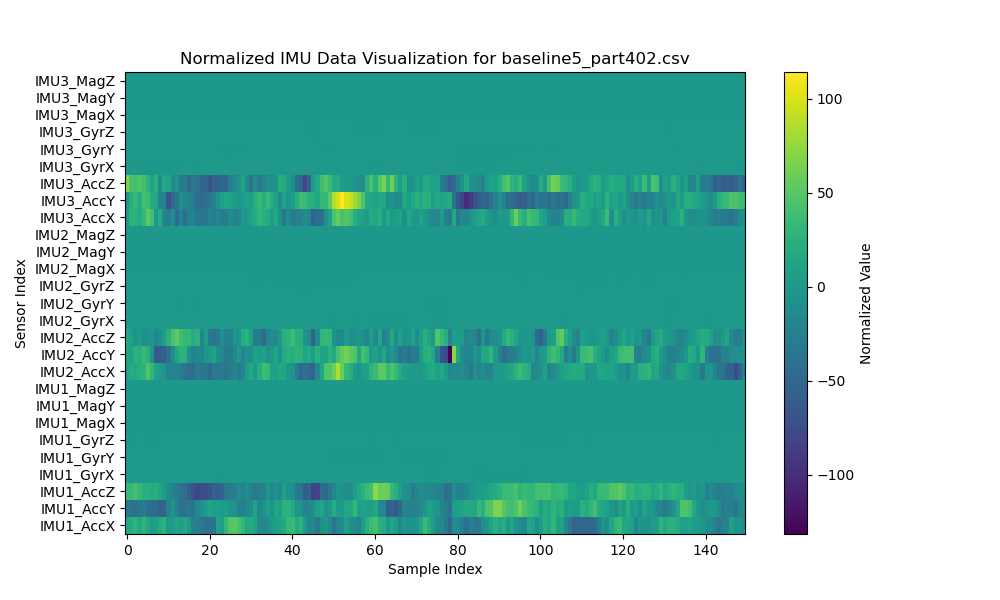 Normalized IMU Data Visualization for baseline5_part402.csv
IMU3_MagZ
IMU3_MagY
IMU3_MagX
IMU3_GyrZ
IMU3_GyrY
IMU3_GyrX
IMU3_AccZ
IMU3_AccY
IMU3_AccX
IMU2_MagZ
IMU2_MagY
IMU2_MagX
IMU2_GyrZ
IMU2_GyrY
IMU2_GyrX
IMU2_AccZ
IMU2_AccY
IMU2_AccX
IMU1_MagZ
IMU1_MagY
IMU1_MagX
IMU1_GyrZ
IMU1_GyrY
IMU1_GyrX
IMU1_AccZ
IMU1_AccY
IMU1_AccX
Sensor Index
0 20 40 60 80 100 120 140
Sample Index
100
50
0
−50
−100
Normalized Value